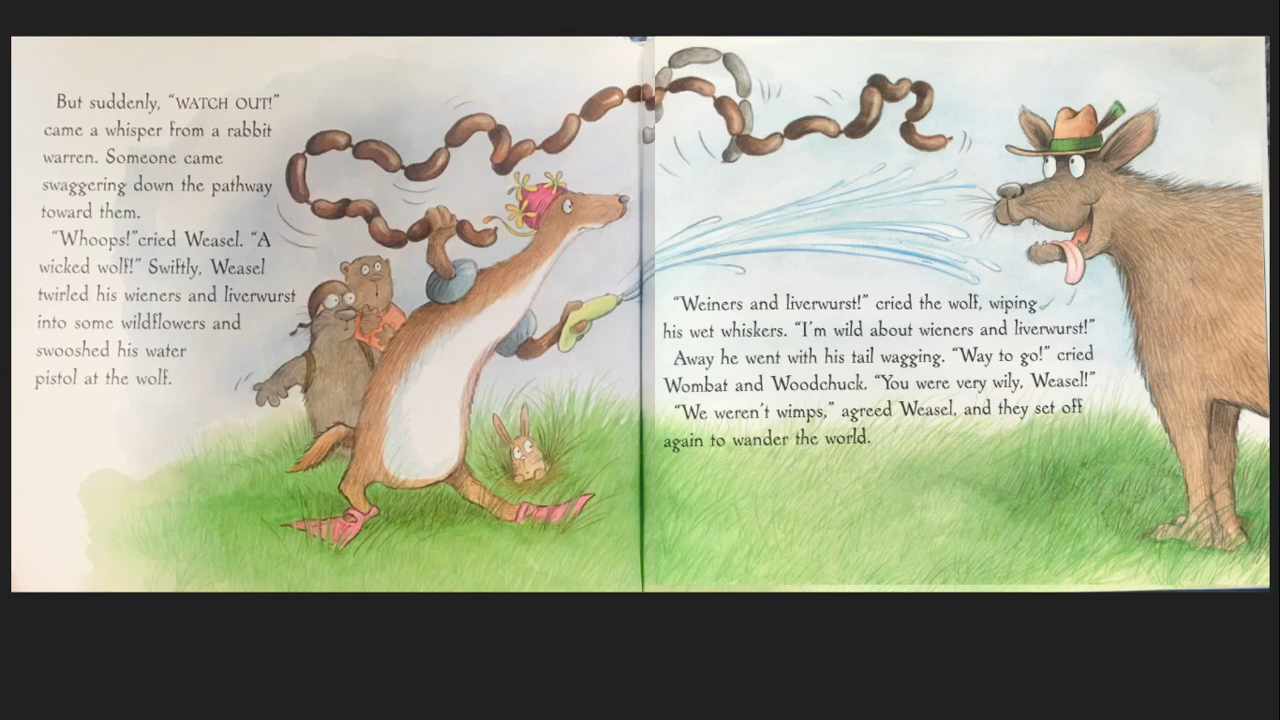 But suddenly, “WATCH OUT!”
came a whisper from a rabbit
warren. Someone came
swaggering down the pathway
toward them.
“Whoops!”cried Weasel. “A
wicked wolf!” Swiftly, Weasel
twirled his wieners and liverwurst
into some wildflowers and
swooshed his water
pistol at the wolf.
“Weiners and liverwurst!” cried the wolf, wiping
his wet whiskers. “I’m wild about wieners and liverwurst!”
Away he went with his tail wagging. “Way to go!” cried
Wombat and Woodchuck. “You were very wily, Weasel!”
“We weren’t wimps,” agreed Weasel, and they set off
again to wander the world.